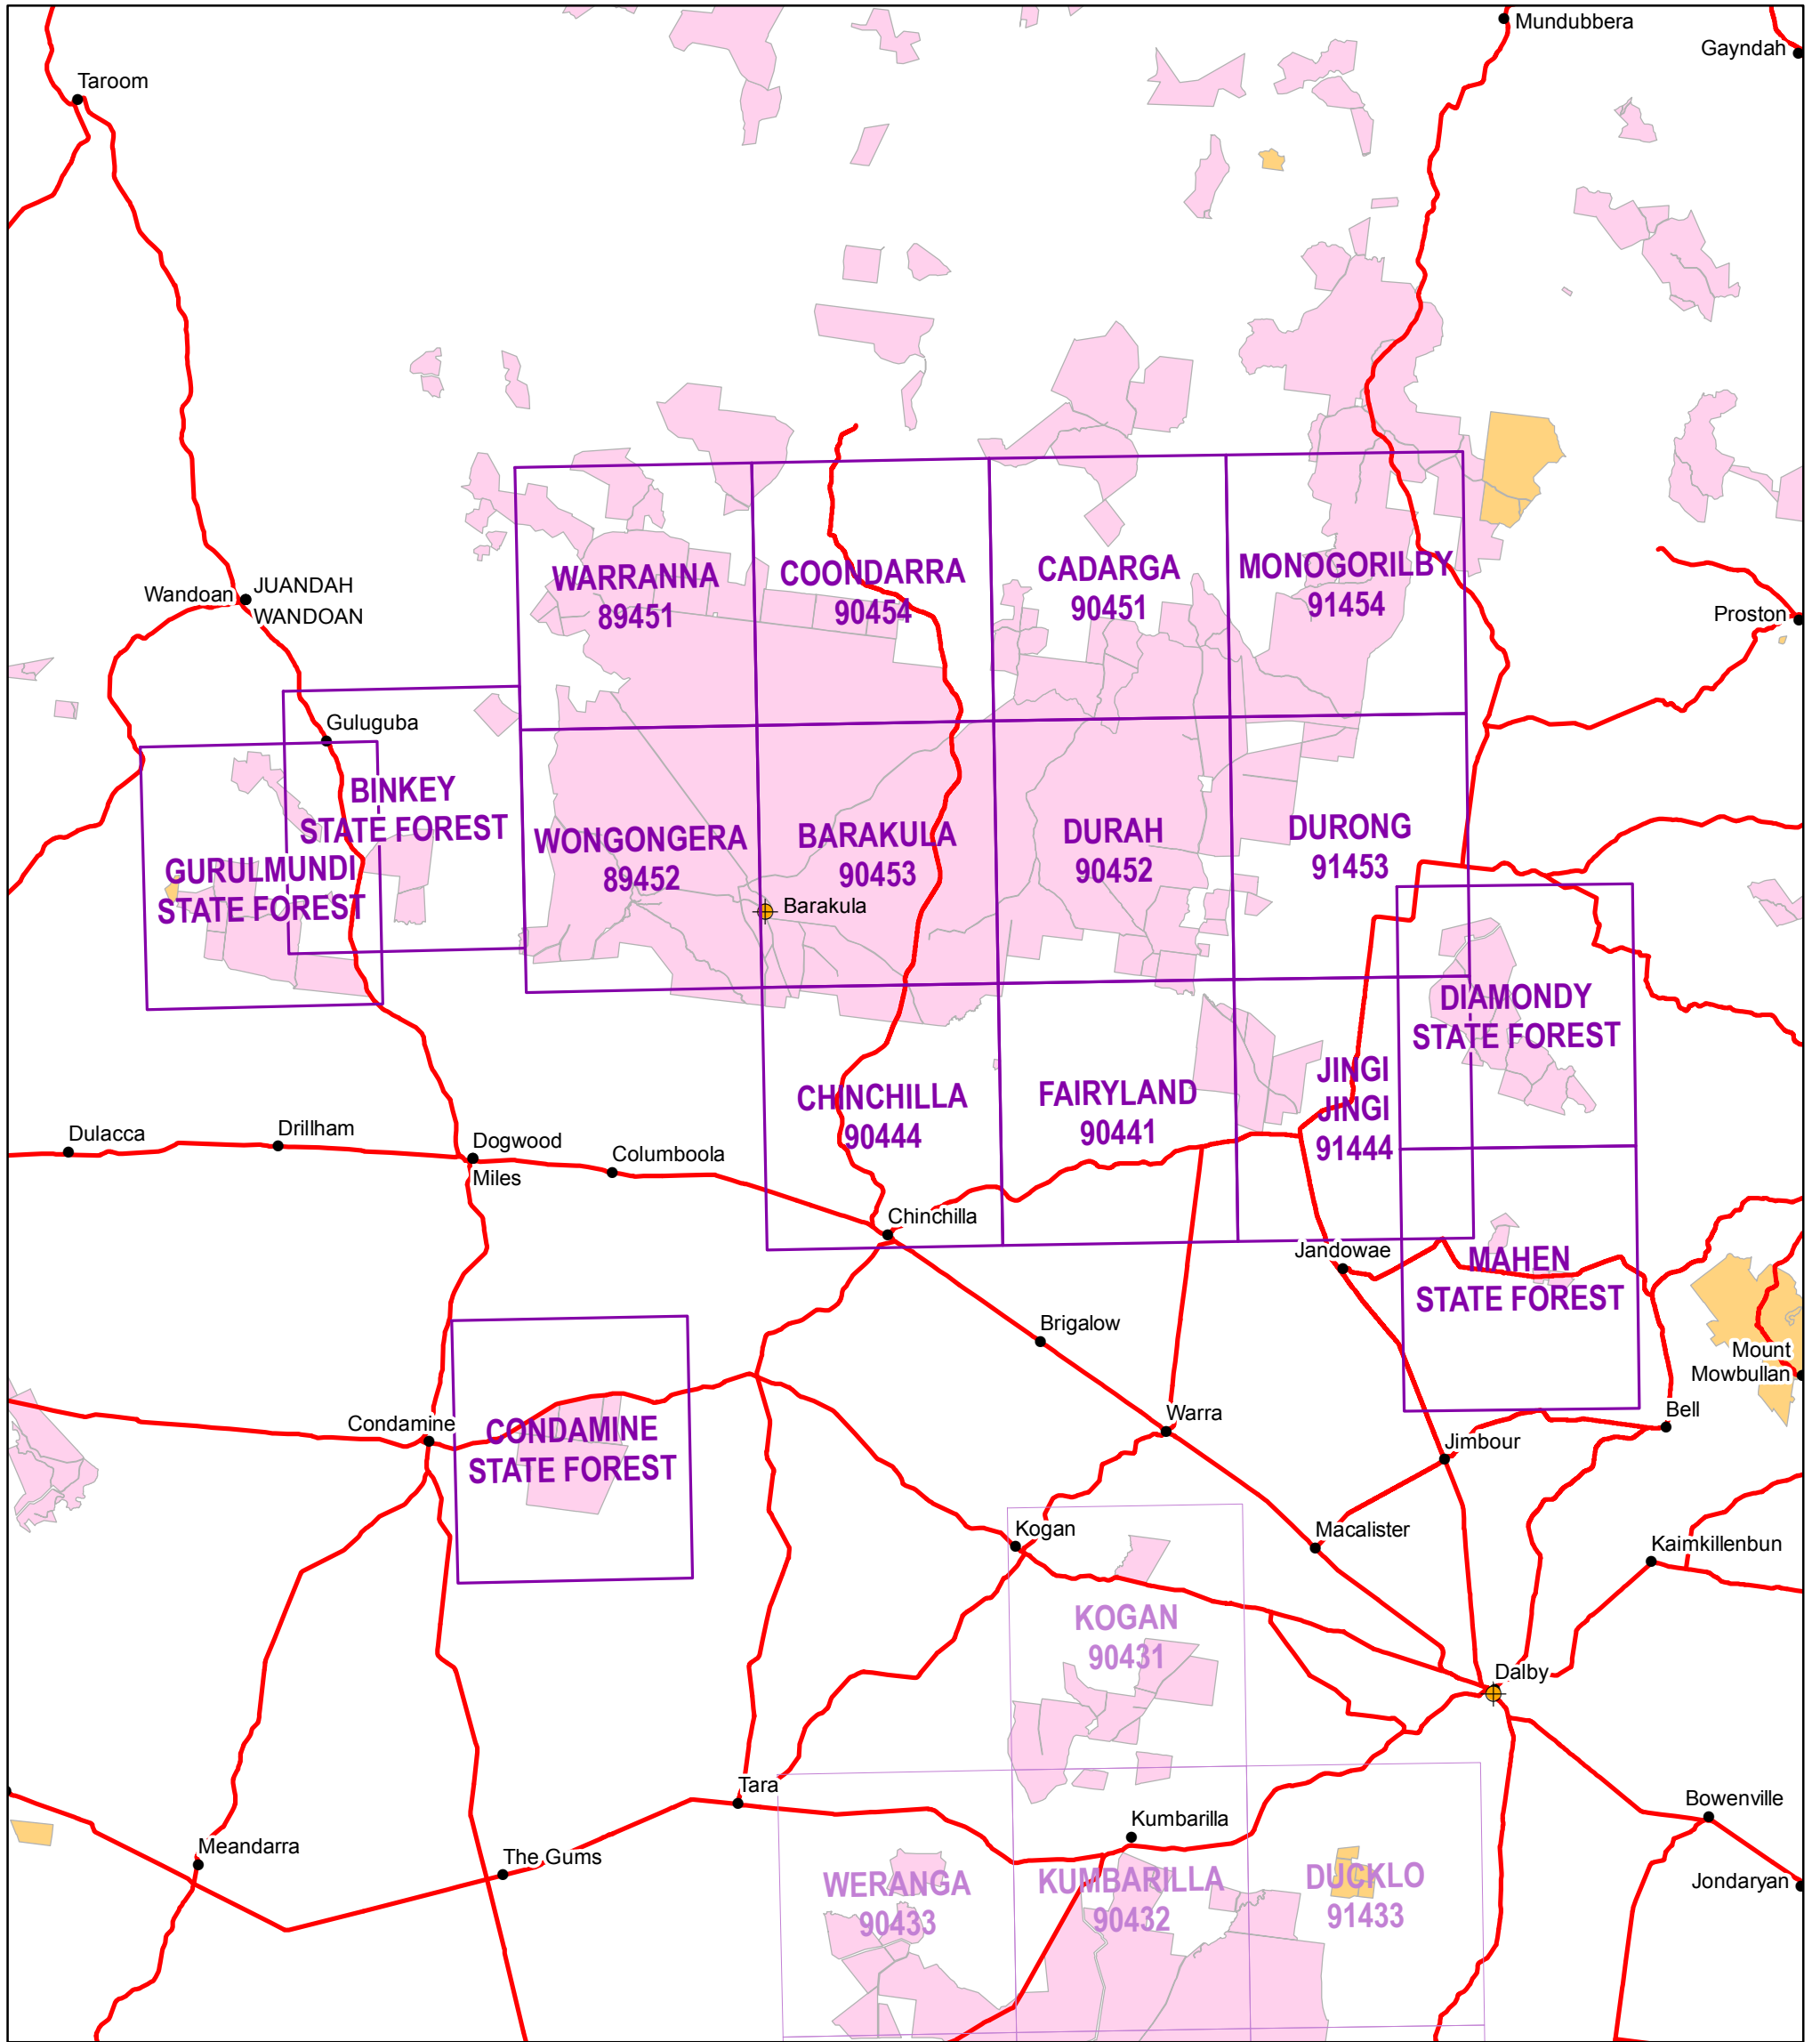 Mundubbera
Gayndah
Taroom
WARRANNA
89451
COONDARRA
90454
CADARGA
90451
MONOGORILBY
91454
Wandoan
JUANDAH
WANDOAN
Proston
Guluguba
BINKEY
STATE FOREST
GURULMUNDI
STATE FOREST
WONGONGERA
89452
BARAKULA
90453
DURAH
90452
DURONG
91453
Barakula
DIAMONDY
STATE FOREST
CHINCHILLA
90444
FAIRYLAND
90441
JINGI
JINGI
91444
Dulacca
Drillham
Dogwood
Miles
Columboola
Chinchilla
Jandowae
MAHEN
STATE FOREST
Brigalow
Mount
Mowbullan
Condamine
CONDAMINE
STATE FOREST
Warra
Bell
Jimbour
Kogan
Macalister
Kaimkillenbun
KOGAN
90431
Dalby
Tara
Kumbarilla
Bowenville
Meandarra
The Gums
WERANGA
90433
KUMBARILLA
90432
DUCKLO
91433
Jondaryan